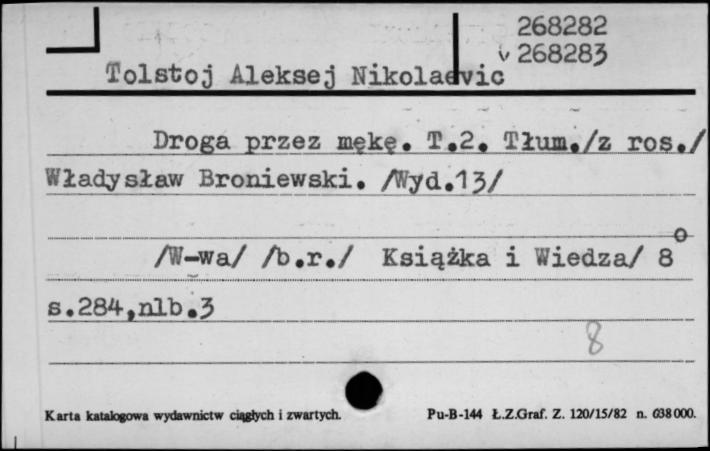 268282
v 268283
Tolstoj Aleksej Nikolaevic
Droga przez mękę. T.2. Tłum./z ros./
Władysław Broniewski. /Wyd.13/
/W-wa/ /b.r./ Książka i Wiedza/ 8°
s.284,nlb.3
8
Karta katalogowa wydawnictw ciągłych i zwartych. Pu-B-144 Ł.Z.Graf. Z. 120/15/82 n. 038000.